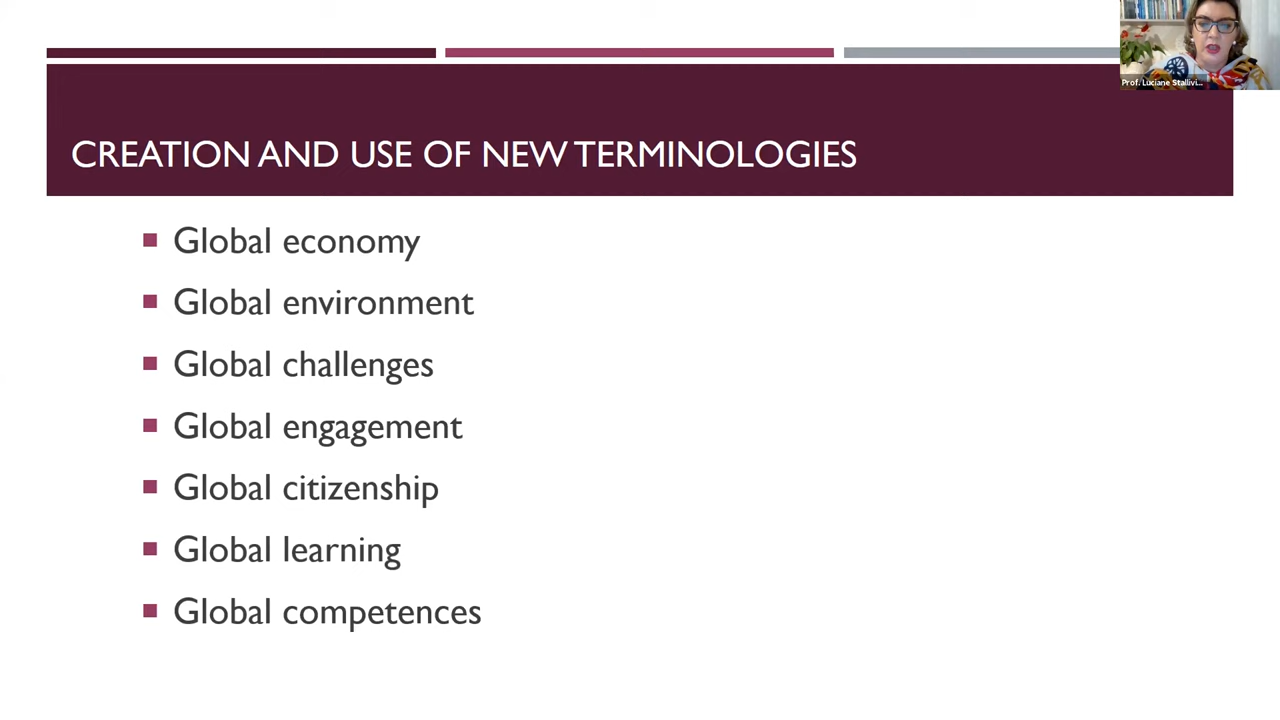 Prof. Luciane Stallivi...
CREATION AND USE OF NEW TERMINOLOGIES
Global economy
Global environment
Global challenges
Global engagement
Global citizenship
Global learning
Global competences